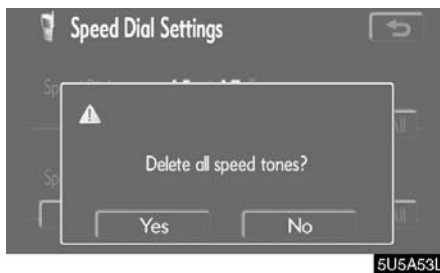 Speed Dial Settings
Delete all speed tones?
Yes
No
5U5A53L